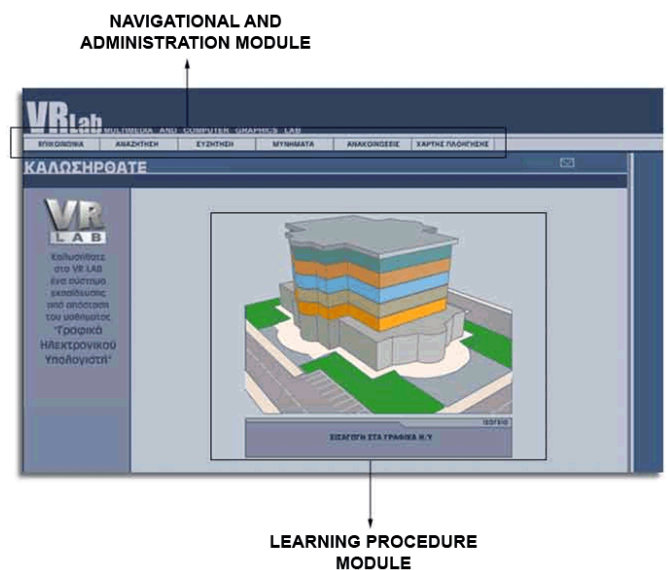 NAVIGATIONAL AND
ADMINISTRATION MODULE
VRLab
MULTIMEDIA AND COMPUTER GRAPHICS LAB
ΕΠΙΚΟΙΝΩΝΙΑ ΑΝΑΖΗΤΗΣΗ ΣΥΖΗΤΗΣΗ ΜΥΝΗΜΑΤΑ ΑΝΑΚΟΙΝΩΣΕΙΣ ΧΑΡΤΗΣ ΠΛΟΗΓΗΣΗΣ
ΚΑΛΩΣΗΡΘΑΤΕ
VR
LAB
Καλωσήρθατε
στο VR LAB
ένα σύστημα
εκπαίδευσης
από απόσταση
του μαθήματος
"Γραφικά
Ηλεκτρονικού
Υπολογιστή"
ΙΣΟΓΕΙΟ
ΕΙΣΑΓΩΓΗ ΣΤΑ ΓΡΑΦΙΚΑ Η/Υ
LEARNING PROCEDURE
MODULE